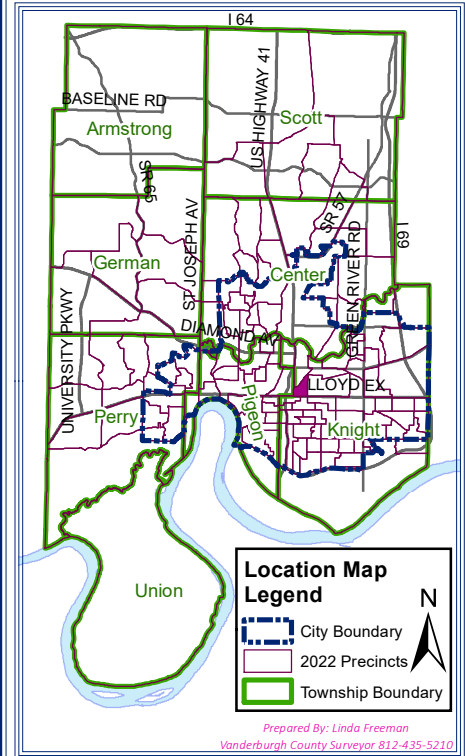 I 64
BASELINE RD
Armstrong
Scott
US HIGHWAY 41
SR 65
SR 57
I 69
ST JOSEPH AV
German
Center
GREEN RIVER RD
UNIVERSITY PKWY
DIAMOND AV
LLOYD EX
Perry
Pigeon
Knight
Union
Location Map
Legend
N
City Boundary
2022 Precincts
Township Boundary
Prepared By: Linda Freeman
Vanderburgh County Surveyor 812-435-5210